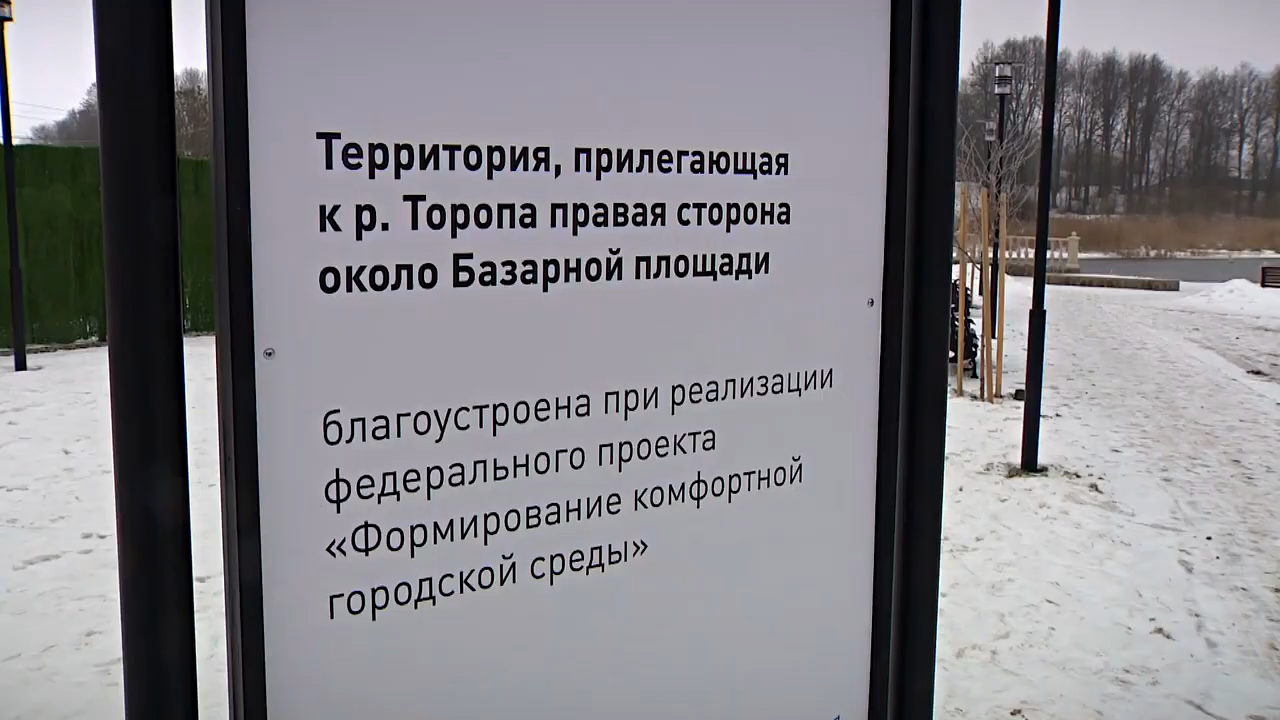 Территория, прилегающая
к р. Торопа правая сторона
около Базарной площади
благоустроена при реализации
федерального проекта
«Формирование комфортной
городской среды»